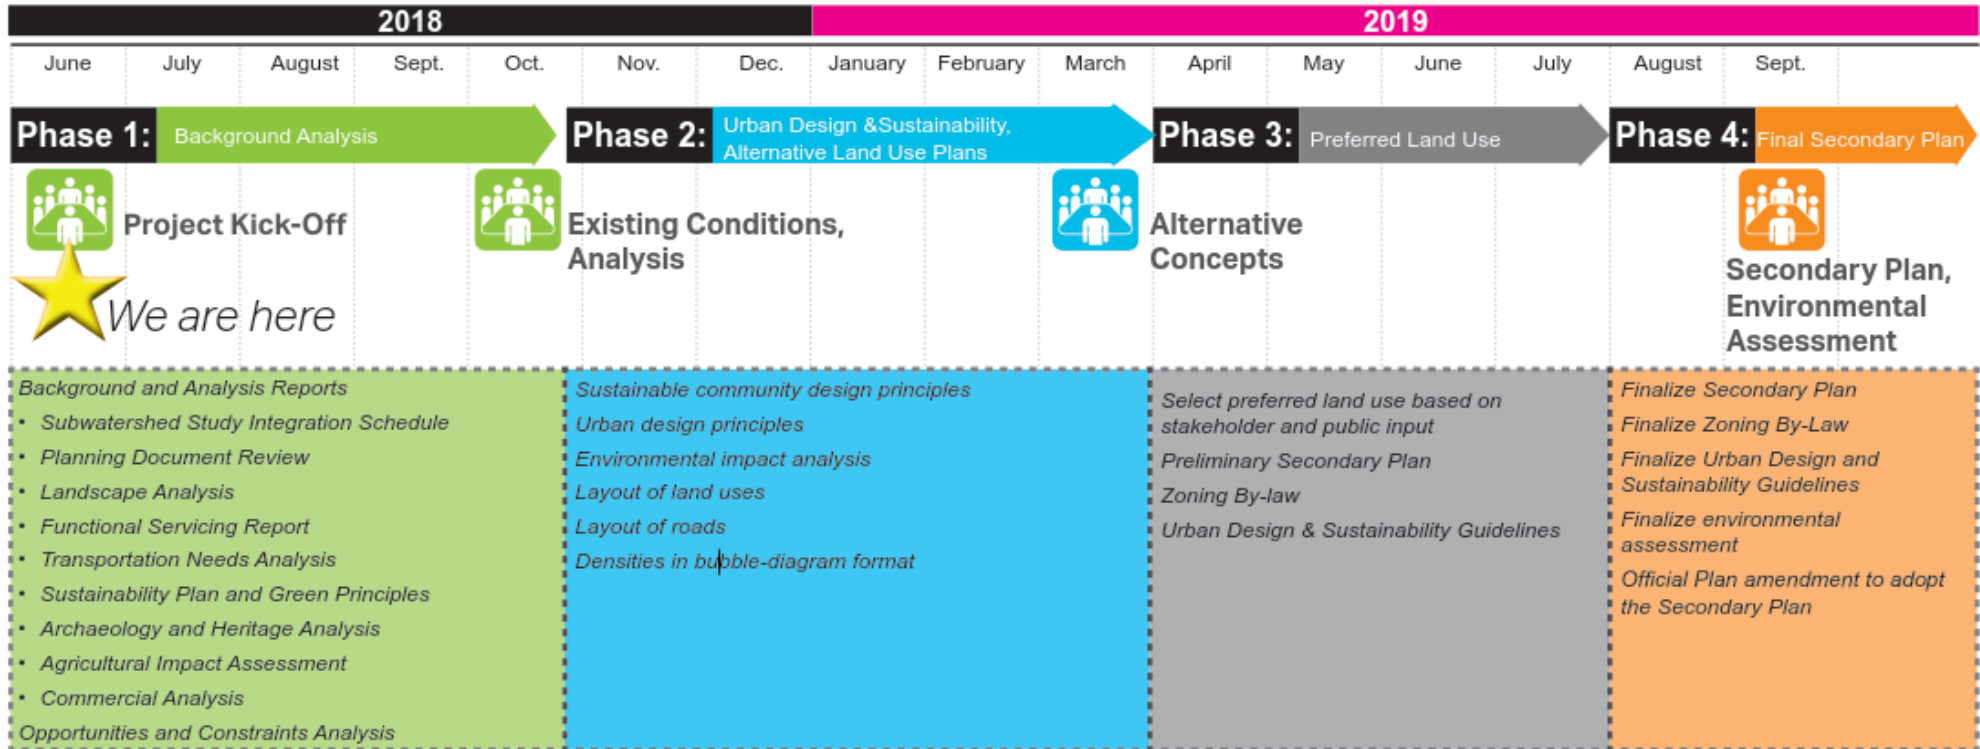 2018
2019
June
July
August
Sept.
Oct.
Nov.
Dec.
January
February
March
April
May
June
July
August
Sept.
Phase 1:
Background Analysis
Phase 2:
Urban Design &Sustainability,
Alternative Land Use Plans
Phase 3:
Preferred Land Use
Phase 4:
Final Secondary Plan
Project Kick-Off
We are here
Existing Conditions,
Analysis
Alternative
Concepts
Secondary Plan,
Environmental
Assessment
Background and Analysis Reports
• Subwatershed Study Integration Schedule
• Planning Document Review
• Landscape Analysis
• Functional Servicing Report
• Transportation Needs Analysis
• Sustainability Plan and Green Principles
• Archaeology and Heritage Analysis
• Agricultural Impact Assessment
• Commercial Analysis
Opportunities and Constraints Analysis
Sustainable community design principles
Urban design principles
Environmental impact analysis
Layout of land uses
Layout of roads
Densities in bubble-diagram format
Select preferred land use based on
stakeholder and public input
Preliminary Secondary Plan
Zoning By-law
Urban Design & Sustainability Guidelines
Finalize Secondary Plan
Finalize Zoning By-Law
Finalize Urban Design and
Sustainability Guidelines
Finalize environmental
assessment
Official Plan amendment to adopt
the Secondary Plan